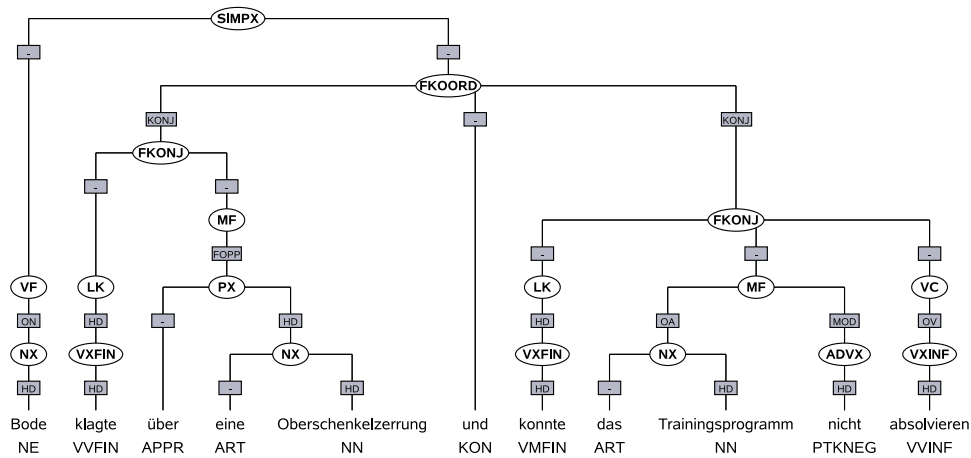 SIMPX
- -
FKOORD
KONJ - KONJ
FKONJ
- -
MF FKONJ
FOPP - - -
VF LK PX LK MF VC
ON HD - HD HD OA MOD OV
NX VXFIN NX VXFIN NX ADVX VXINF
HD HD - HD HD - HD HD HD
Bode klagte über eine Oberschenkelzerrung und konnte das Trainingsprogramm nicht absolvieren
NE VVFIN APPR ART NN KON VMFIN ART NN PTKNEG VVINF